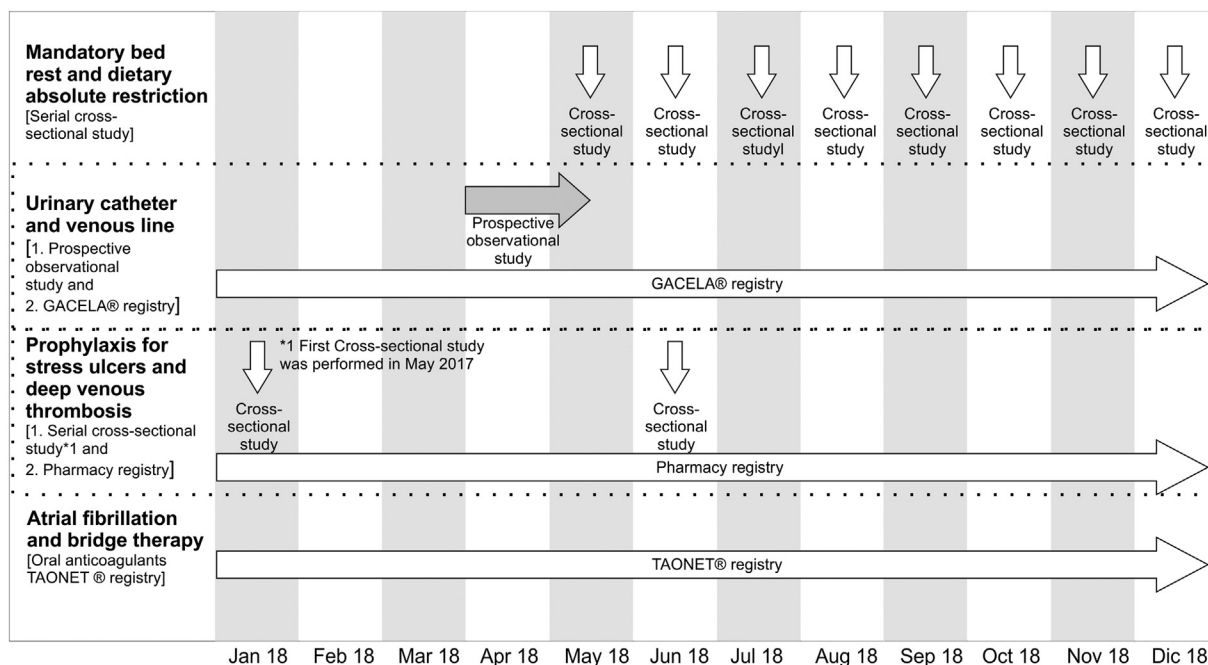 Mandatory bed
rest and dietary
absolute restriction
[Serial cross-
sectional study]
Cross-
sectional
study
Cross-
sectional
study
Cross-
sectional
studyl
Cross-
sectional
study
Cross-
sectional
study
Cross-
sectional
study
Cross-
sectional
study
Cross-
sectional
study
Urinary catheter
and venous line
[1. Prospective
observational
study and
2. GACELA® registry]
Prospective
observational
study
GACELA® registry
Prophylaxis for
stress ulcers and
deep venous
thrombosis
[1. Serial cross-sectional
study*1 and
2. Pharmacy registry]
*1 First Cross-sectional study
was performed in May 2017
Cross-
sectional
study
Cross-
sectional
study
Pharmacy registry
Atrial fibrillation
and bridge therapy
[Oral anticoagulants
TAONET ® registry]
TAONET® registry
Jan 18 Feb 18 Mar 18 Apr 18 May 18 Jun 18 Jul 18 Aug 18 Sep 18 Oct 18 Nov 18 Dic 18